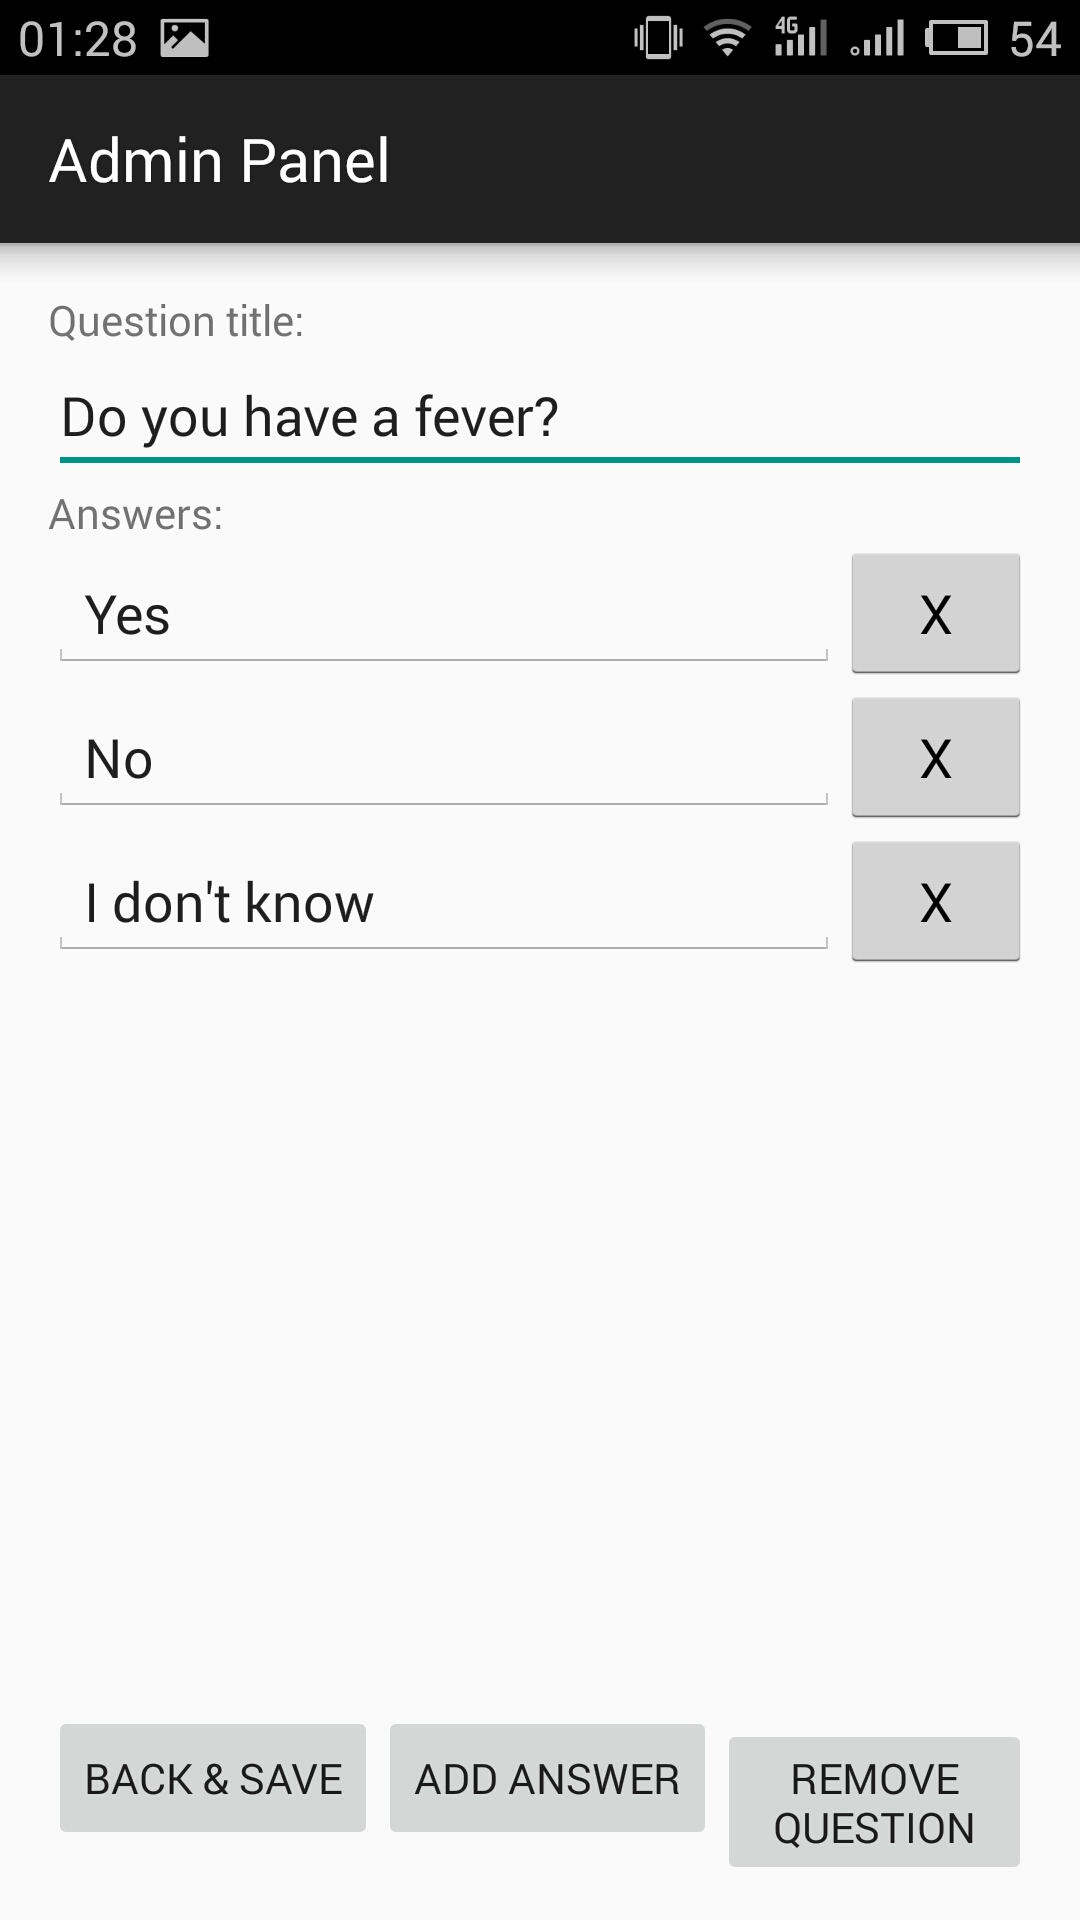 01:28 4G 54
Admin Panel
Question title:
Do you have a fever?
Answers:
Yes X
No X
I don't know X
BACK & SAVE ADD ANSWER REMOVE
QUESTION